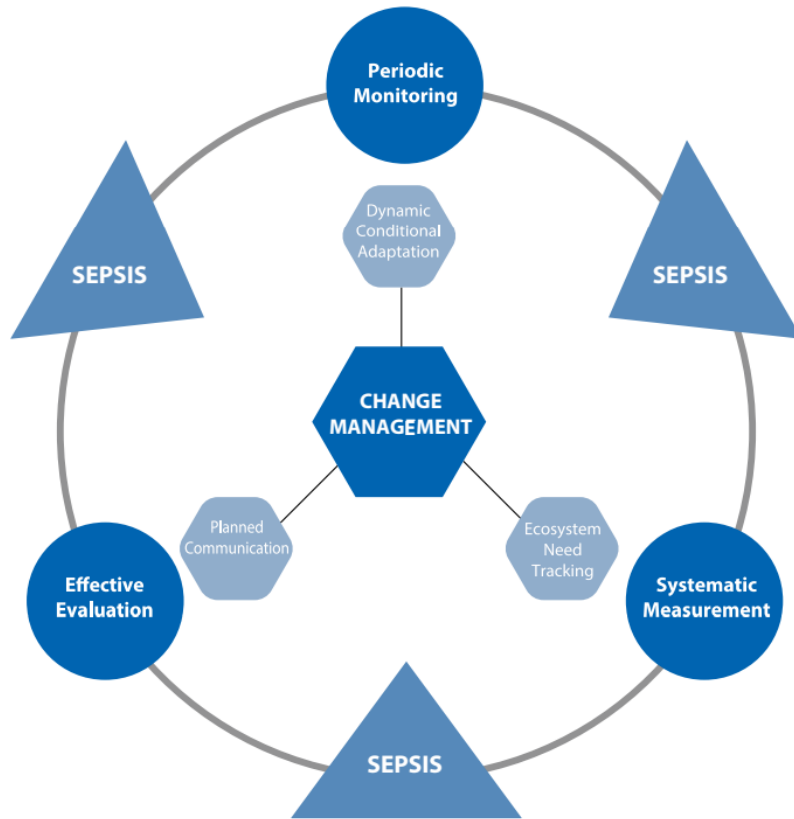 Periodic
Monitoring
Dynamic
Conditional
Adaptation
SEPSIS
SEPSIS
CHANGE
MANAGEMENT
Planned
Communication
Ecosystem
Need
Tracking
Effective
Evaluation
Systematic
Measurement
SEPSIS